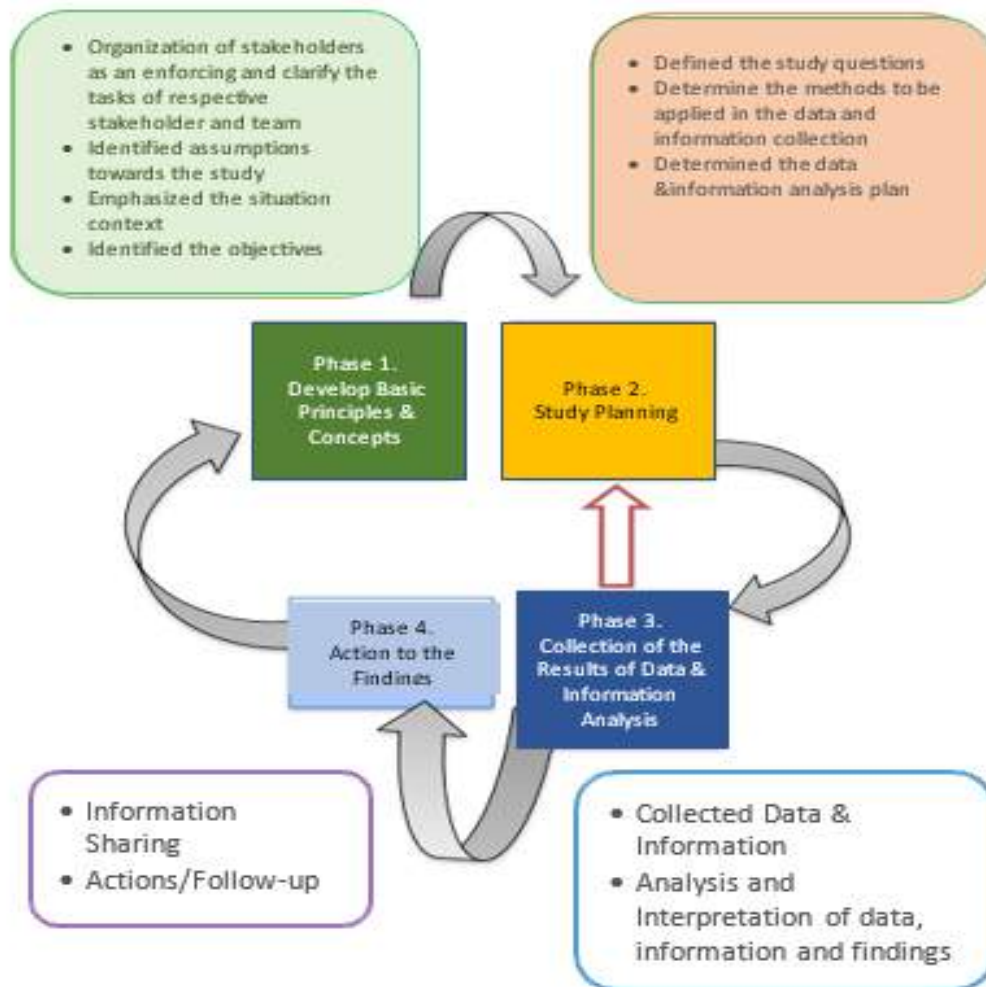 • Organization of stakeholders
as an enforcing and clarify the
tasks of respective
stakeholder and team
• Identified assumptions
towards the study
• Emphasized the situation
context
• Identified the objectives
• Defined the study questions
• Determine the methods to be
applied in the data and
information collection
• Determined the data
&information analysis plan
Phase 1.
Develop Basic
Principles &
Concepts
Phase 2.
Study Planning
Phase 4.
Action to the
Findings
Phase 3.
Collection of the
Results of Data &
Information
Analysis
• Information
Sharing
• Actions/Follow-up
• Collected Data &
Information
• Analysis and
Interpretation of data,
information and findings